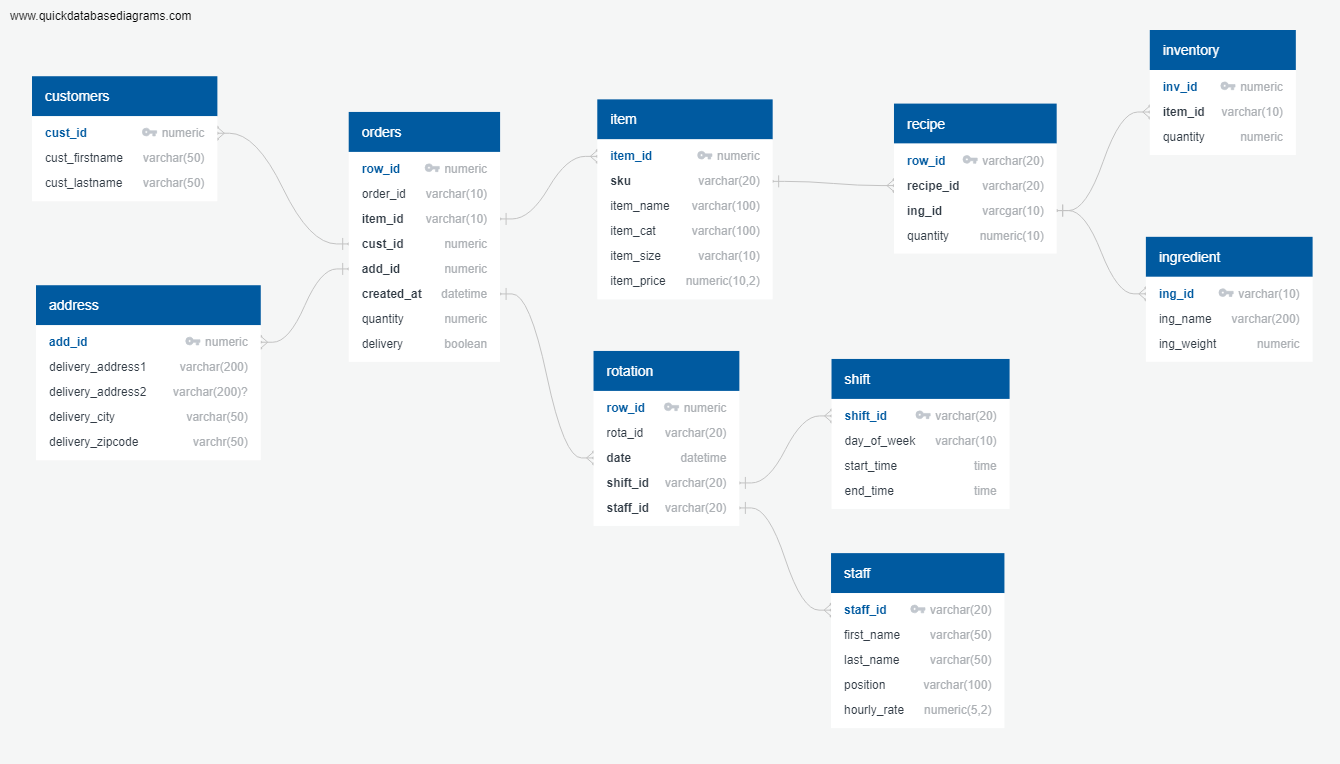 www.quickdatabasediagrams.com
customers
cust_id numeric
cust_firstname varchar(50)
cust_lastname varchar(50)
address
add_id numeric
delivery_address1 varchar(200)
delivery_address2 varchar(200)?
delivery_city varchar(50)
delivery_zipcode varchr(50)
orders
row_id numeric
order_id varchar(10)
item_id varchar(10)
cust_id numeric
add_id numeric
created_at datetime
quantity numeric
delivery boolean
item
item_id numeric
sku varchar(20)
item_name varchar(100)
item_cat varchar(100)
item_size varchar(10)
item_price numeric(10,2)
rotation
row_id numeric
rota_id varchar(20)
date datetime
shift_id varchar(20)
staff_id varchar(20)
recipe
row_id varchar(20)
recipe_id varchar(20)
ing_id varcgar(10)
quantity numeric(10)
shift
shift_id varchar(20)
day_of_week varchar(10)
start_time time
end_time time
staff
staff_id varchar(20)
first_name varchar(50)
last_name varchar(50)
position varchar(100)
hourly_rate numeric(5,2)
inventory
inv_id numeric
item_id varchar(10)
quantity numeric
ingredient
ing_id varchar(10)
ing_name varchar(200)
ing_weight numeric